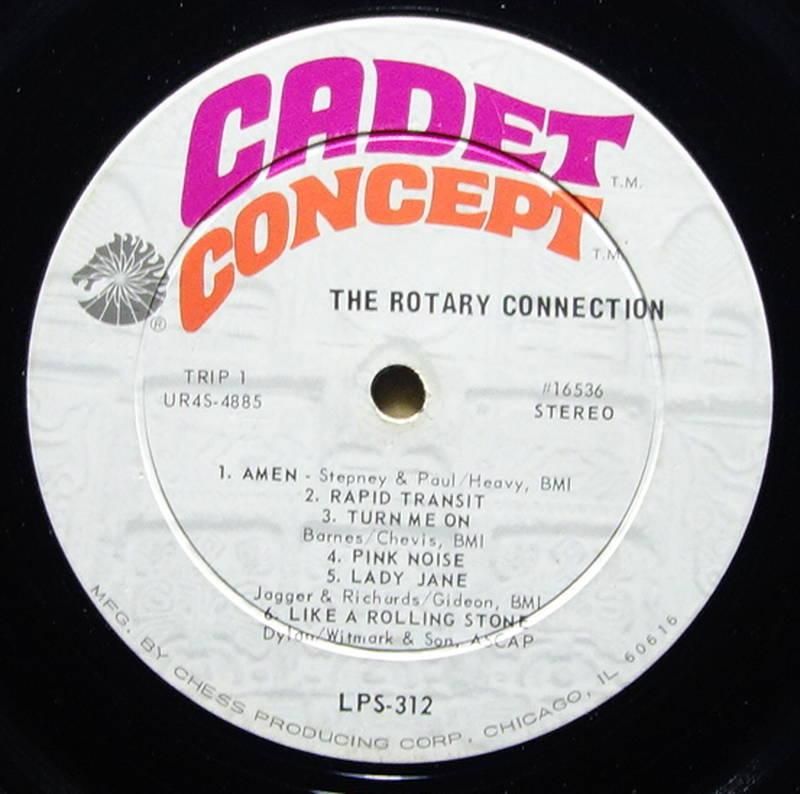 CADET T.M.
CONCEPT T.M.
®
THE ROTARY CONNECTION
TRIP 1
UR4S-4885
#16536
STEREO
1. AMEN - Stepney & Paul/Heavy, BMI
2. RAPID TRANSIT
3. TURN ME ON
Barnes/Chevis, BMI
4. PINK NOISE
5. LADY JANE
Jagger & Richards/Gideon, BMI
6. LIKE A ROLLING STONE
Dylan/Witmark & Son, ASCAP
LPS-312
MFG. BY CHESS PRODUCING CORP. CHICAGO, IL 60616